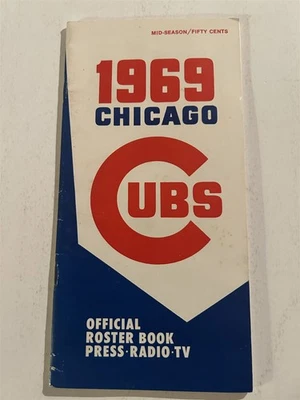 MID-SEASON/FIFTY CENTS
1969
CHICAGO
CUBS
OFFICIAL
ROSTER BOOK
PRESS·RADIO·TV